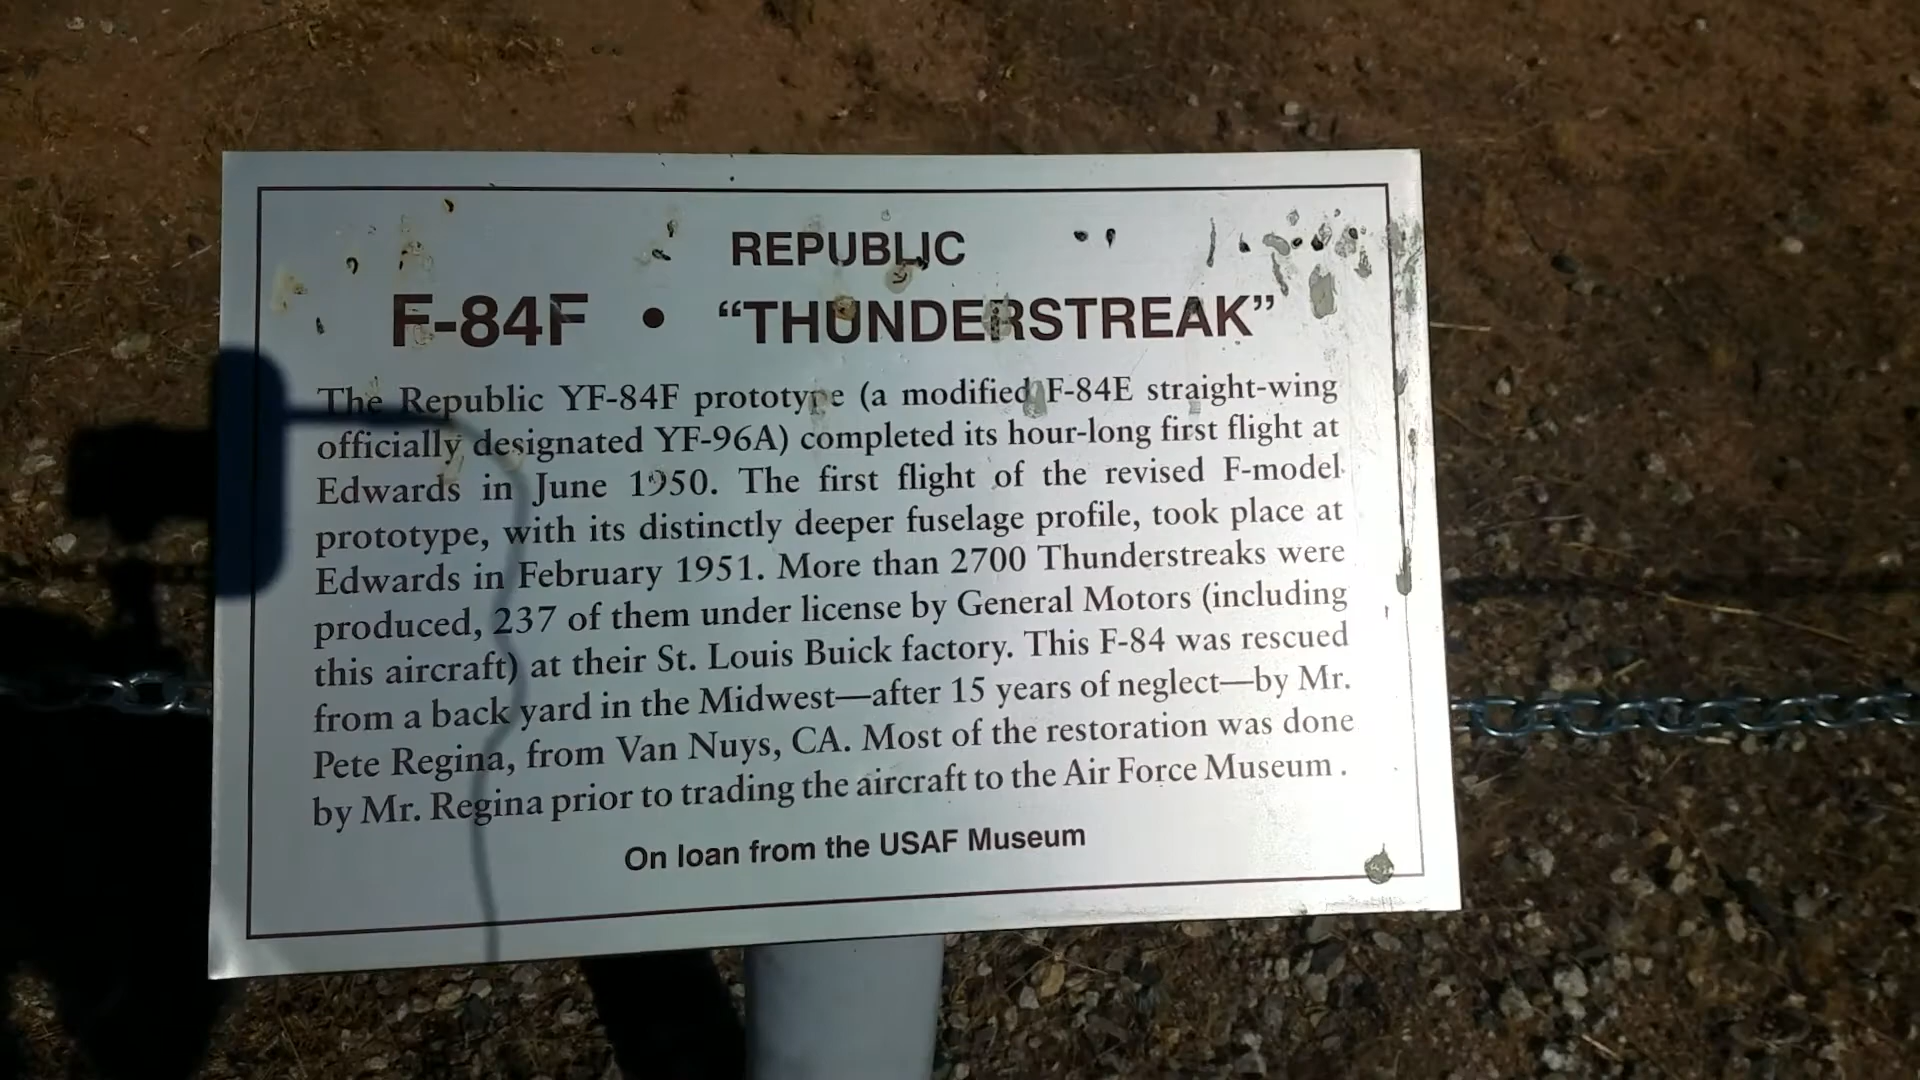 REPUBLIC
F-84F • “THUNDERSTREAK”
The Republic YF-84F prototype (a modified F-84E straight-wing
officially designated YF-96A) completed its hour-long first flight at
Edwards in June 1950. The first flight of the revised F-model
prototype, with its distinctly deeper fuselage profile, took place at
Edwards in February 1951. More than 2700 Thunderstreaks were
produced, 237 of them under license by General Motors (including
this aircraft) at their St. Louis Buick factory. This F-84 was rescued
from a back yard in the Midwest—after 15 years of neglect—by Mr.
Pete Regina, from Van Nuys, CA. Most of the restoration was done
by Mr. Regina prior to trading the aircraft to the Air Force Museum .
On loan from the USAF Museum